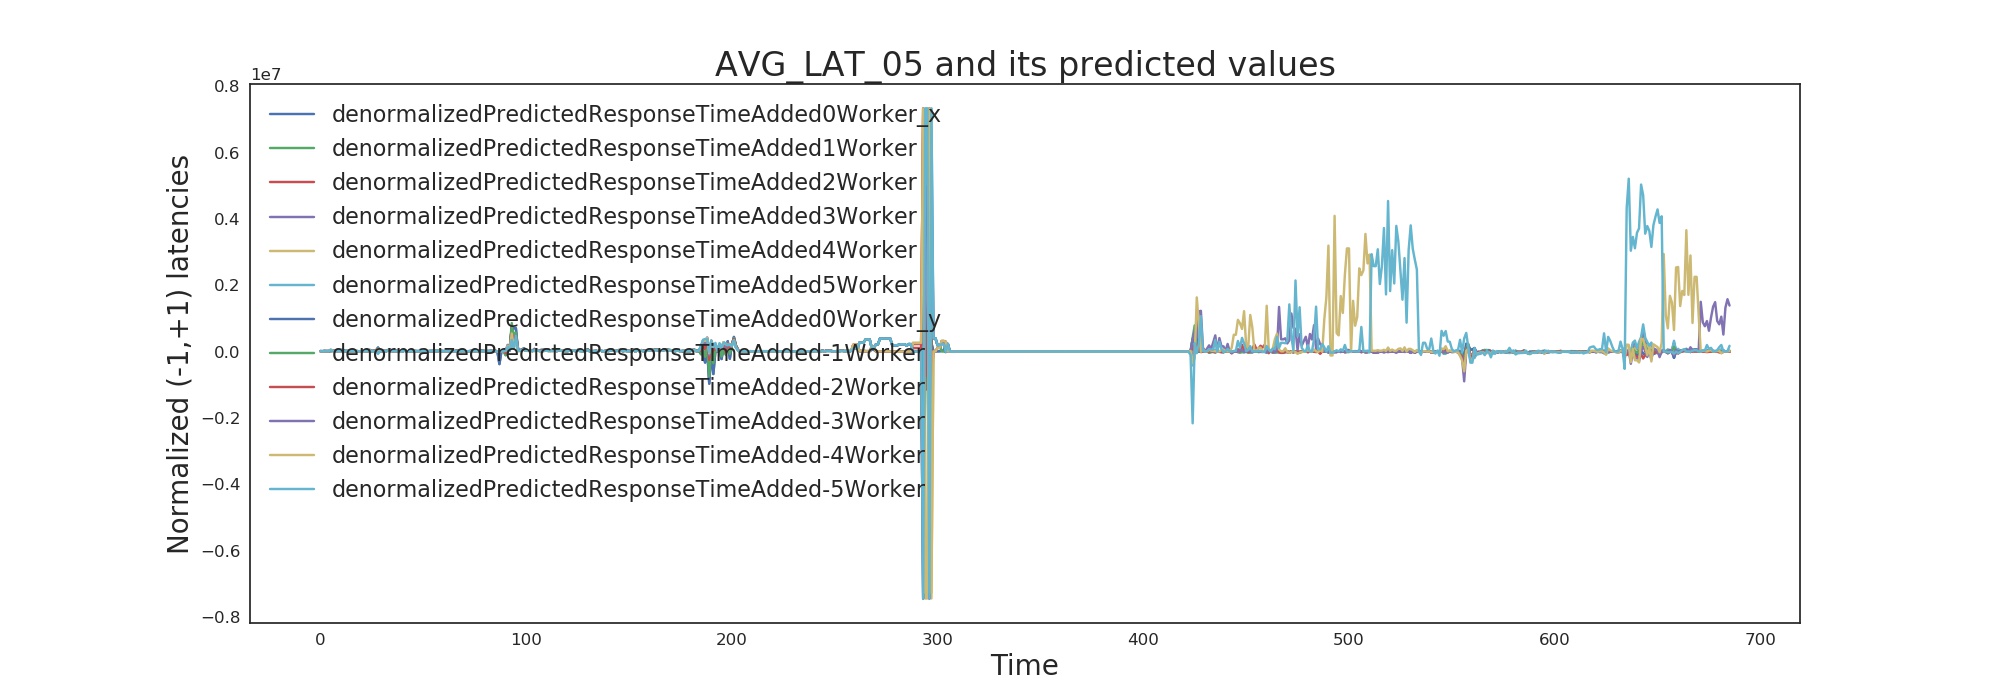 AVG_LAT_05 and its predicted values
1e7
0.8
0.6
0.4
0.2
0.0
−0.2
−0.4
−0.6
−0.8
Normalized (-1,+1) latencies
denormalizedPredictedResponseTimeAdded0Worker_x
denormalizedPredictedResponseTimeAdded1Worker
denormalizedPredictedResponseTimeAdded2Worker
denormalizedPredictedResponseTimeAdded3Worker
denormalizedPredictedResponseTimeAdded4Worker
denormalizedPredictedResponseTimeAdded5Worker
denormalizedPredictedResponseTimeAdded0Worker_y
denormalizedPredictedResponseTimeAdded-1Worker
denormalizedPredictedResponseTimeAdded-2Worker
denormalizedPredictedResponseTimeAdded-3Worker
denormalizedPredictedResponseTimeAdded-4Worker
denormalizedPredictedResponseTimeAdded-5Worker
0 100 200 300 400 500 600 700
Time